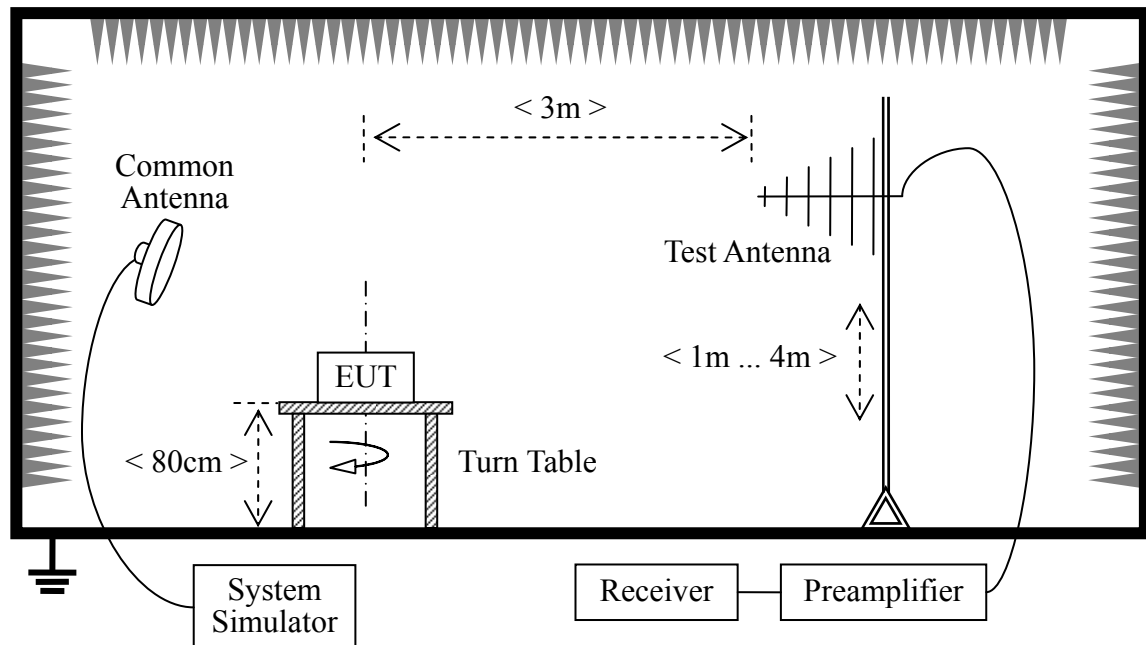 < 3m >
Common
Antenna
Test Antenna
< 1m ... 4m >
EUT
< 80cm >
Turn Table
System
Simulator
Receiver
Preamplifier